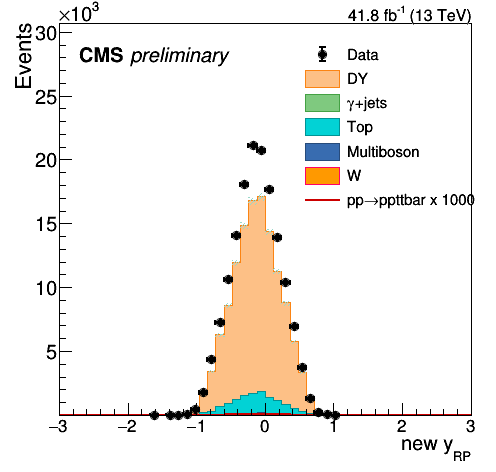 ×10³
41.8 fb⁻¹ (13 TeV)
Events
CMS preliminary
Data
DY
γ+jets
Top
Multiboson
W
pp→ppttbar x 1000
30
25
20
15
10
5
−3 −2 −1 0 1 2 3
new y_RP